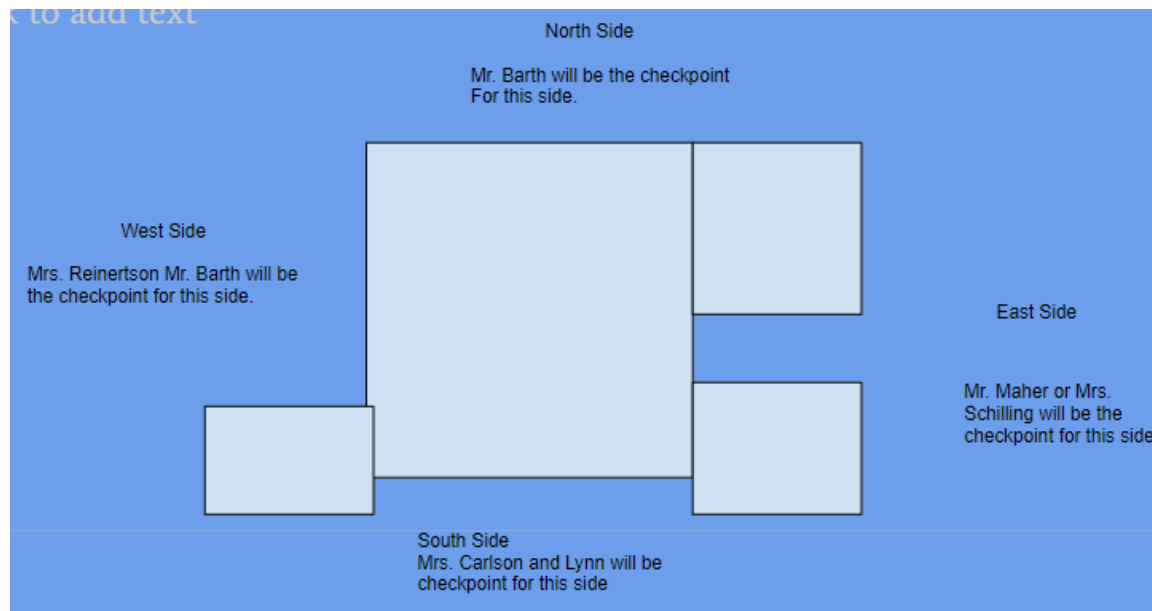 to add text
North Side
Mr. Barth will be the checkpoint
For this side.
West Side
Mrs. Reinertson Mr. Barth will be
the checkpoint for this side.
East Side
Mr. Maher or Mrs.
Schilling will be the
checkpoint for this side
South Side
Mrs. Carlson and Lynn will be
checkpoint for this side